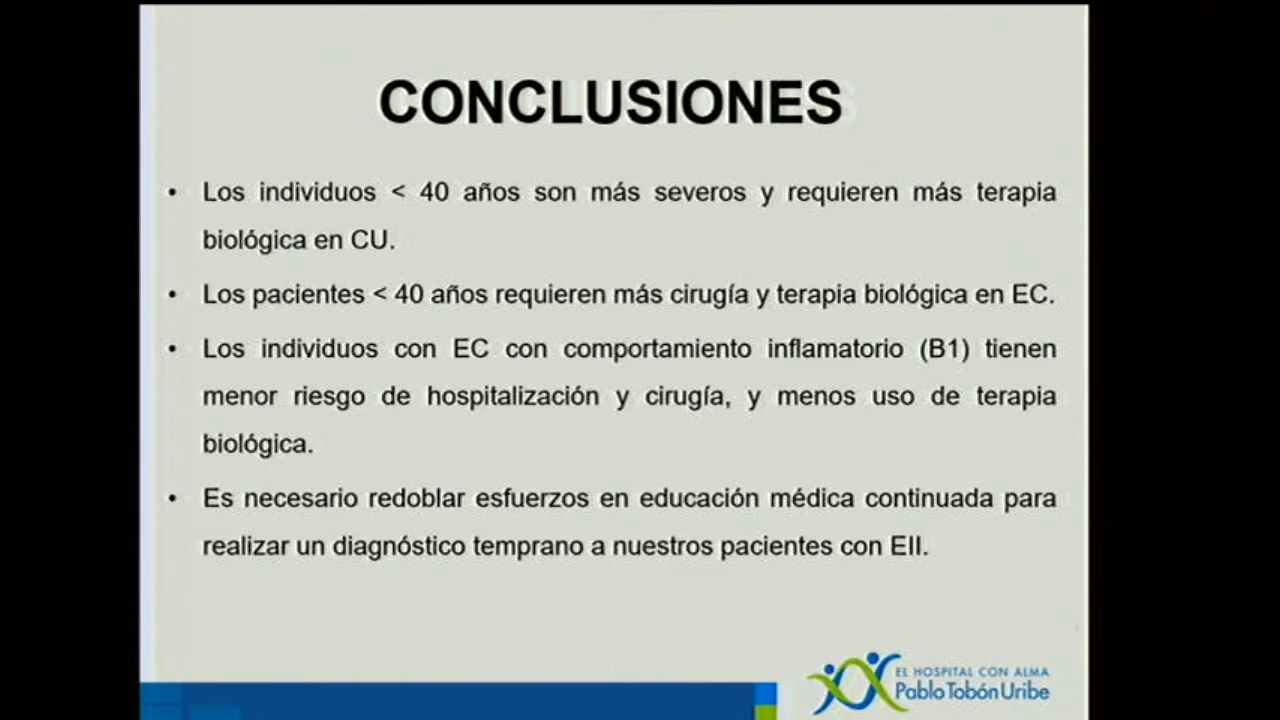 CONCLUSIONES
• Los individuos < 40 años son más severos y requieren más terapia
biológica en CU.
• Los pacientes < 40 años requieren más cirugía y terapia biológica en EC.
• Los individuos con EC con comportamiento inflamatorio (B1) tienen
menor riesgo de hospitalización y cirugía, y menos uso de terapia
biológica.
• Es necesario redoblar esfuerzos en educación médica continuada para
realizar un diagnóstico temprano a nuestros pacientes con EII.
EL HOSPITAL CON ALMA
Pablo Tobón Uribe